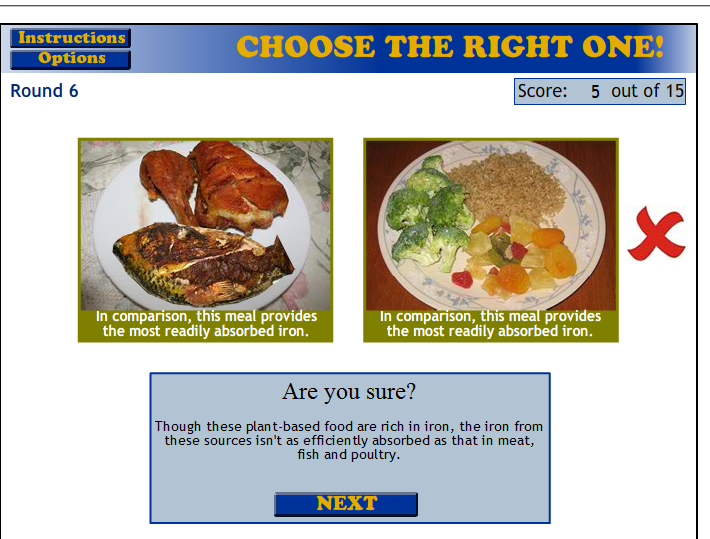 Instructions
Options
CHOOSE THE RIGHT ONE!
Round 6
Score: 5 out of 15
In comparison, this meal provides
the most readily absorbed iron.
In comparison, this meal provides
the most readily absorbed iron.
Are you sure?
Though these plant-based food are rich in iron, the iron from
these sources isn't as efficiently absorbed as that in meat,
fish and poultry.
NEXT